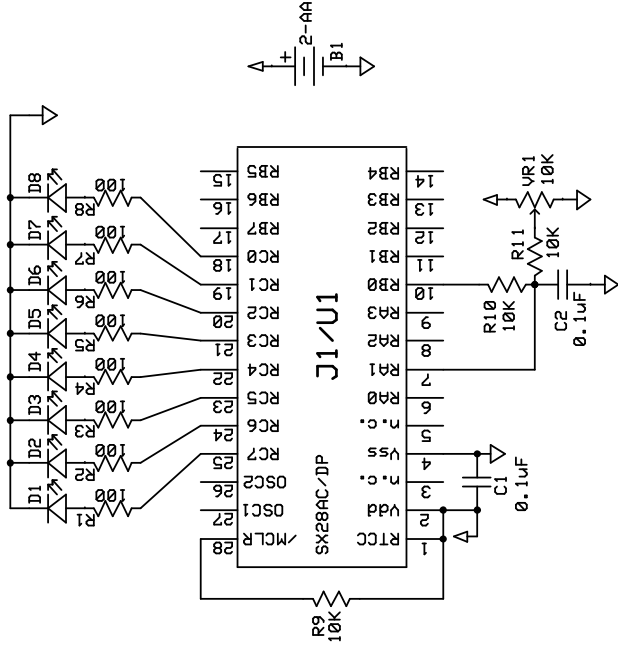 2-AA
+
B1
D8
100
R8
D7
100
R7
D6
100
R6
D5
100
R5
D4
100
R4
D3
100
R3
D2
100
R2
D1
100
R1
RB5
15
RB6
16
RB7
17
RC0
18
RC1
19
RC2
20
RC3
21
RC4
22
RC5
23
RC6
24
RC7
25
OSC2
26
OSC1
27
/MCLR
28
J1/U1
SX28AC/DP
RB4
14
RB3
13
RB2
12
RB1
11
RB0
10
RA3
9
RA2
8
RA1
7
RA0
6
n.c.
5
Vss
4
n.c.
3
Vdd
2
RTCC
1
VR1
10K
R11
10K
R10
10K
C2
0.1uF
C1
0.1uF
R9
10K